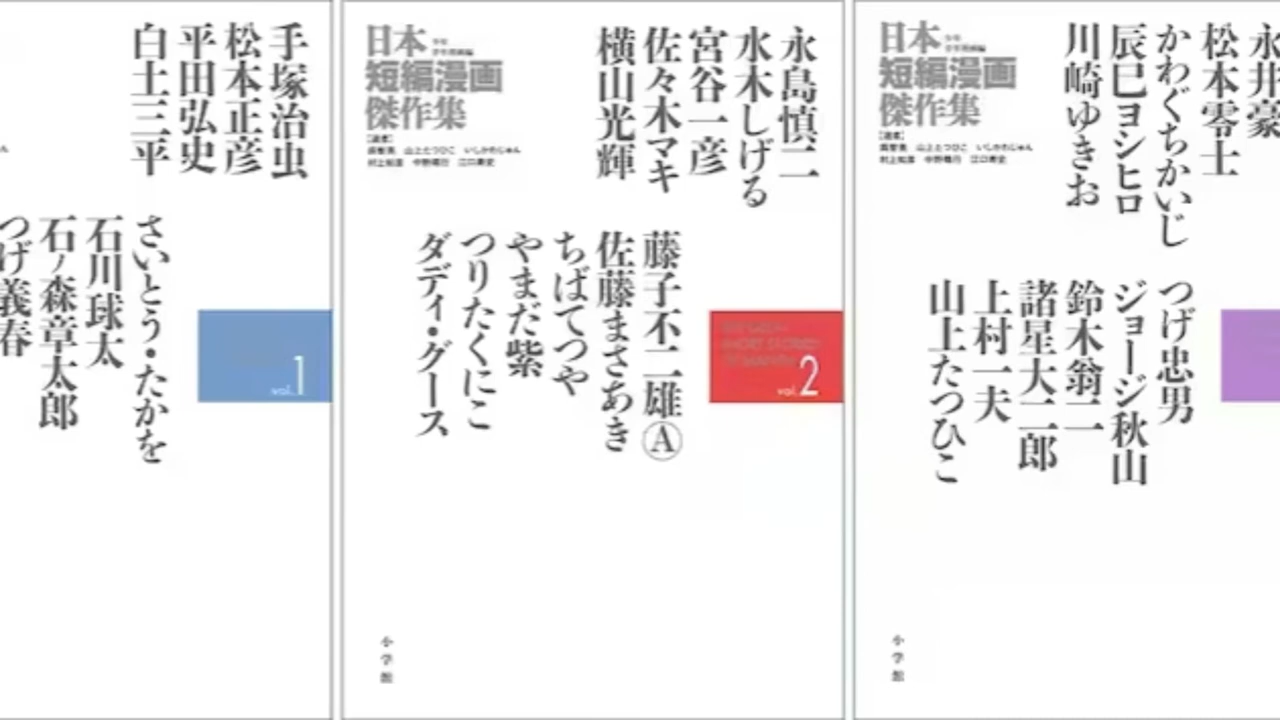 手塚治虫
松本正彦
平田弘史
白土三平
さいとう・たかを
石川球太
石ノ森章太郎
つげ義春
vol.1
日本
短編漫画
傑作集
永島慎二
水木しげる
宮谷一彦
佐々木マキ
横山光輝
藤子不二雄Ⓐ
佐藤まさあき
ちばてつや
やまだ紫
つりたくにこ
ダディ・グース
vol.2
小学館
日本
短編漫画
傑作集
永井豪
松本零士
かわぐちかいじ
辰巳ヨシヒロ
川崎ゆきお
つげ忠男
ジョージ秋山
鈴木翁二
諸星大二郎
上村一夫
山上たつひこ
小学館